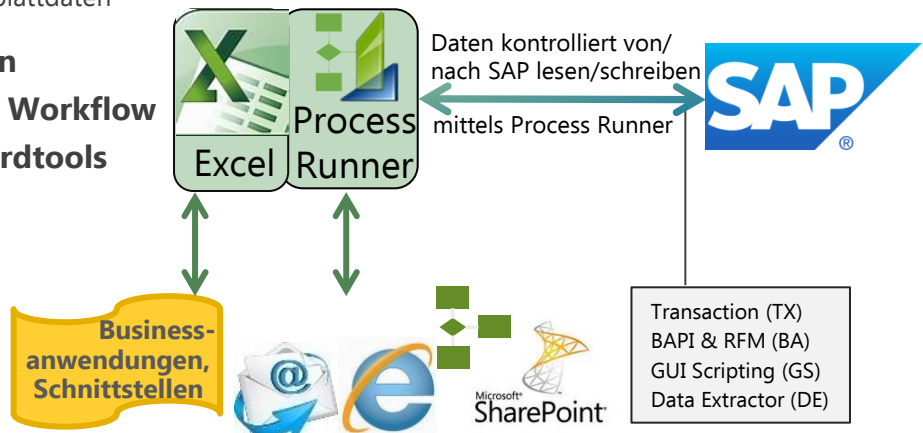 n
Workflow
rdtools
Excel
Process
Runner
Daten kontrolliert von/
nach SAP lesen/schreiben
mittels Process Runner
SAP
®
Business-
anwendungen,
Schnittstellen
@
Microsoft®
SharePoint
Transaction (TX)
BAPI & RFM (BA)
GUI Scripting (GS)
Data Extractor (DE)